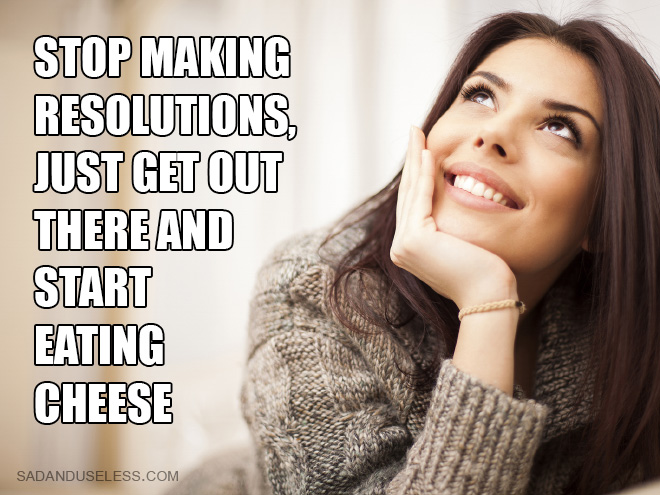 STOP MAKING
RESOLUTIONS,
JUST GET OUT
THERE AND
START
EATING
CHEESE
SADANDUSELESS.COM